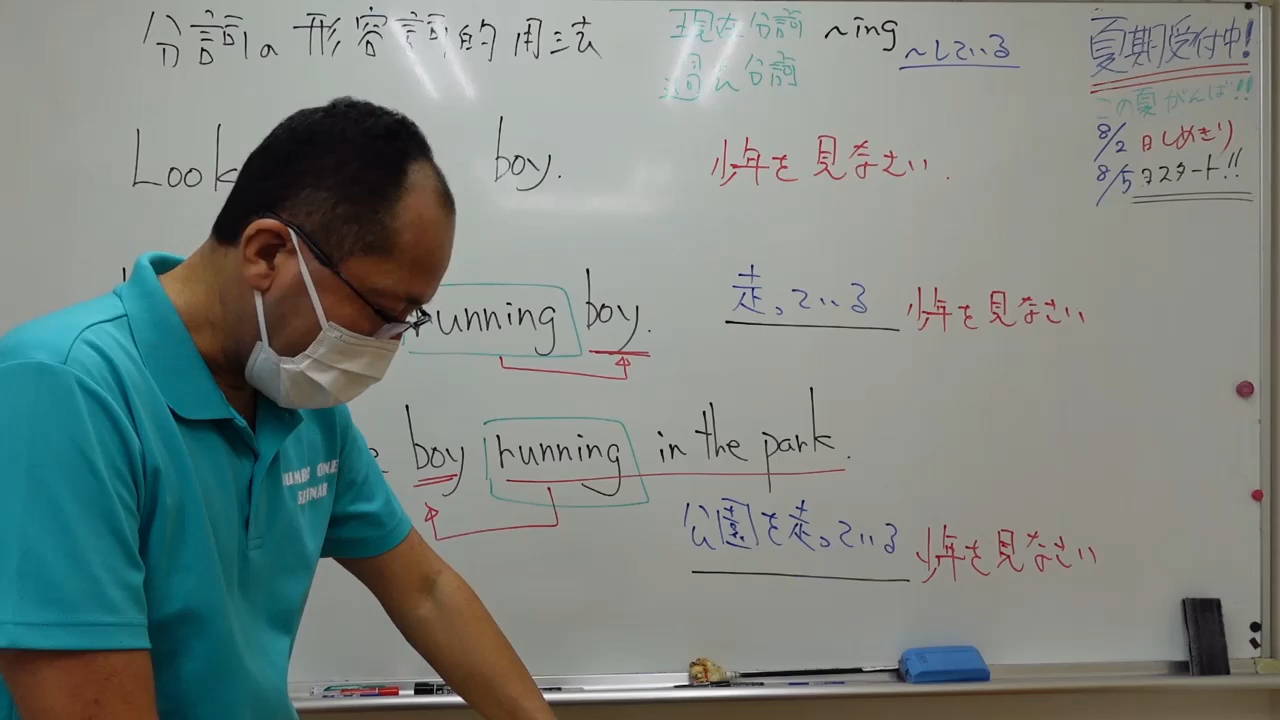 分詞の形容詞的用法
現在分詞 ~ing ~している
過去分詞
夏期受付中!
この夏がんば!!
8/2 日しめきり
8/5 スタート!!
Look boy.
少年を見なさい.
running boy.
走っている 少年を見なさい
boy running in the park.
公園を走っている 少年を見なさい